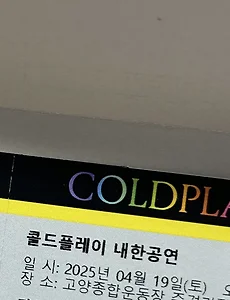 COLDPLA
콜드플레이 내한공연
일 시: 2025년 04월 19일(토) 오
장 소: 고양종합운동장